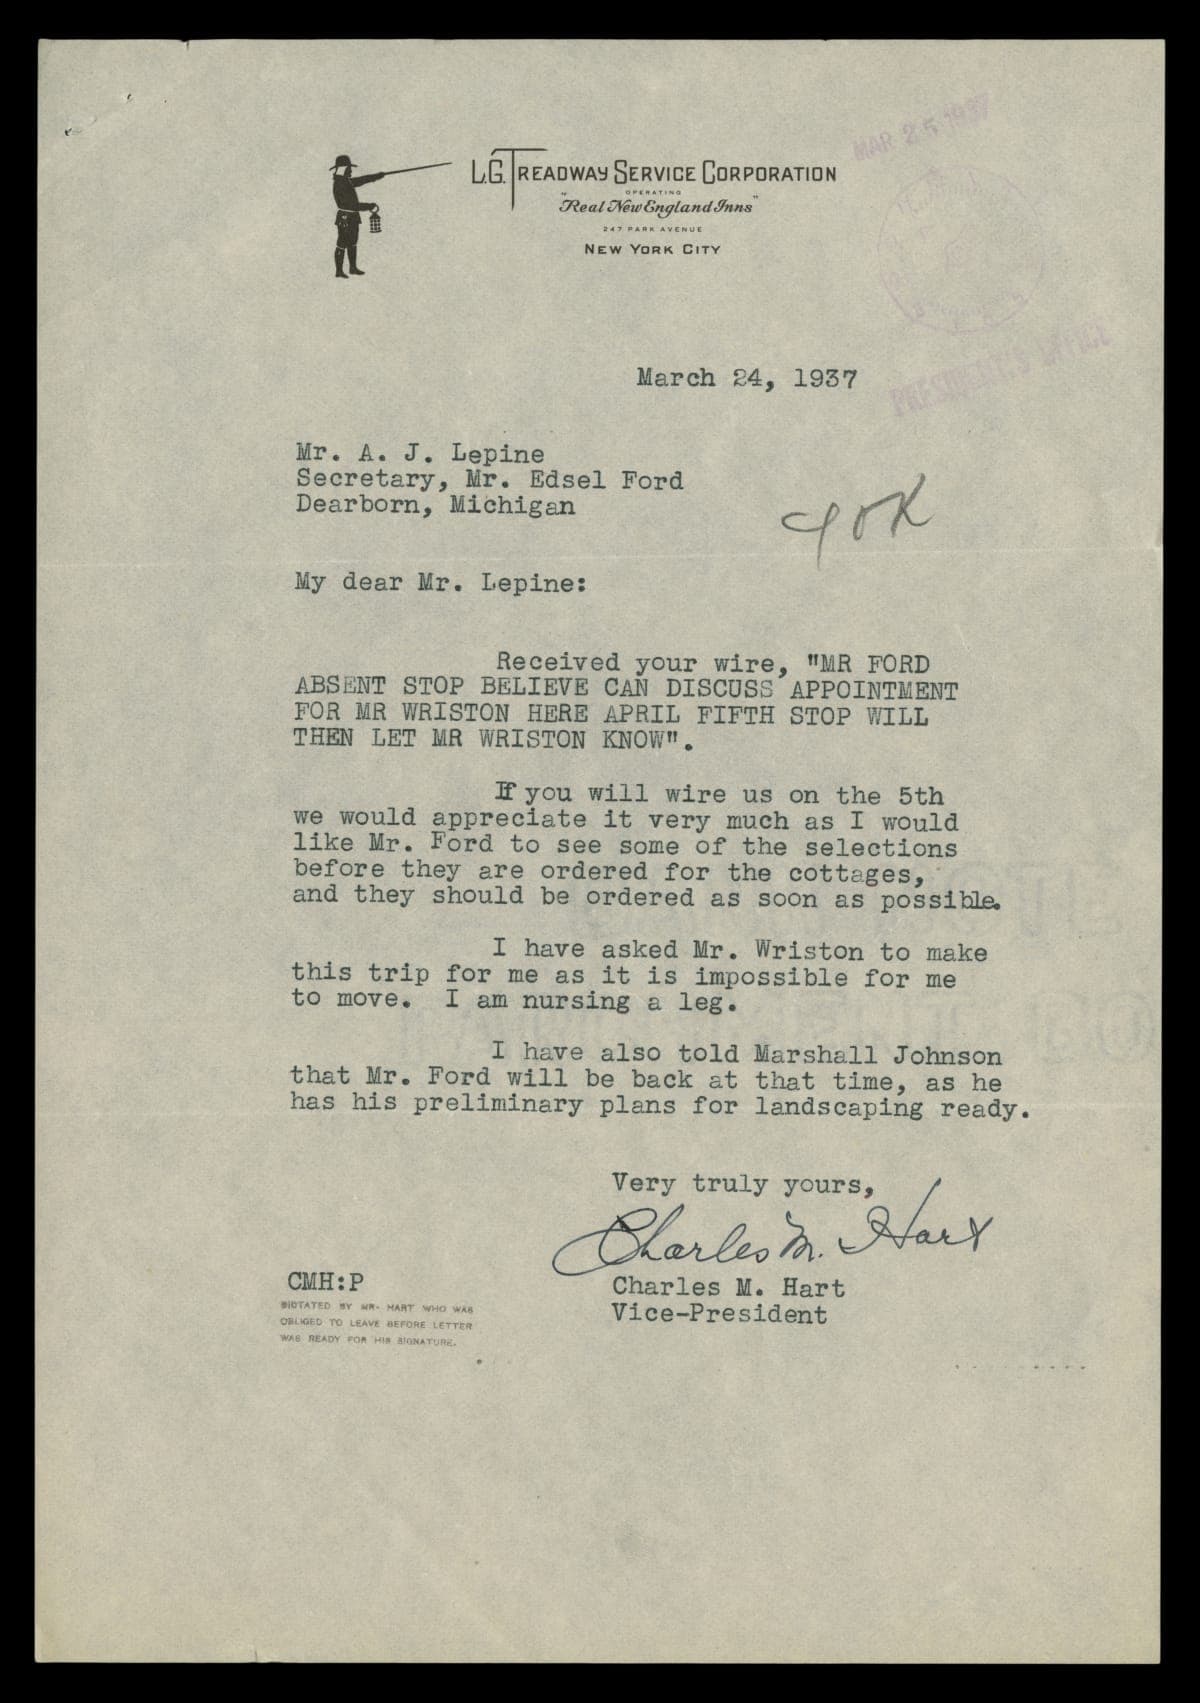 MAR 25 1937
L.G. TREADWAY SERVICE CORPORATION
OPERATING
"Real New England Inns"
247 PARK AVENUE
NEW YORK CITY
PRESIDENT'S OFFICE
March 24, 1937
Mr. A. J. Lepine
Secretary, Mr. Edsel Ford
Dearborn, Michigan
My dear Mr. Lepine:
Received your wire, "MR FORD
ABSENT STOP BELIEVE CAN DISCUSS APPOINTMENT
FOR MR WRISTON HERE APRIL FIFTH STOP WILL
THEN LET MR WRISTON KNOW".
If you will wire us on the 5th
we would appreciate it very much as I would
like Mr. Ford to see some of the selections
before they are ordered for the cottages,
and they should be ordered as soon as possible.
I have asked Mr. Wriston to make
this trip for me as it is impossible for me
to move.  I am nursing a leg.
I have also told Marshall Johnson
that Mr. Ford will be back at that time, as he
has his preliminary plans for landscaping ready.
Very truly yours,
Charles M. Hart
Charles M. Hart
Vice-President
CMH:P
DICTATED BY MR. HART WHO WAS
OBLIGED TO LEAVE BEFORE LETTER
WAS READY FOR HIS SIGNATURE.